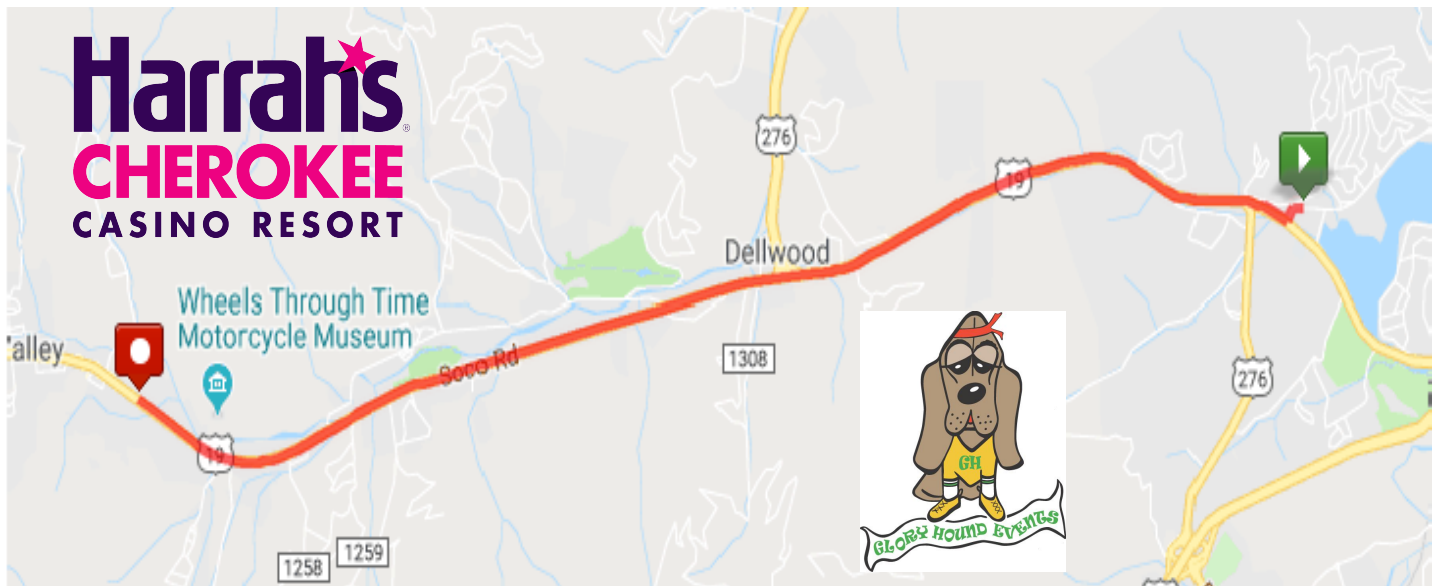 Harrah's
®
CHEROKEE
CASINO RESORT
276
19
Dellwood
Wheels Through Time
Motorcycle Museum
'alley
Soco Rd
1308
276
19
GH
GLORY HOUND EVENTS
1259
1258